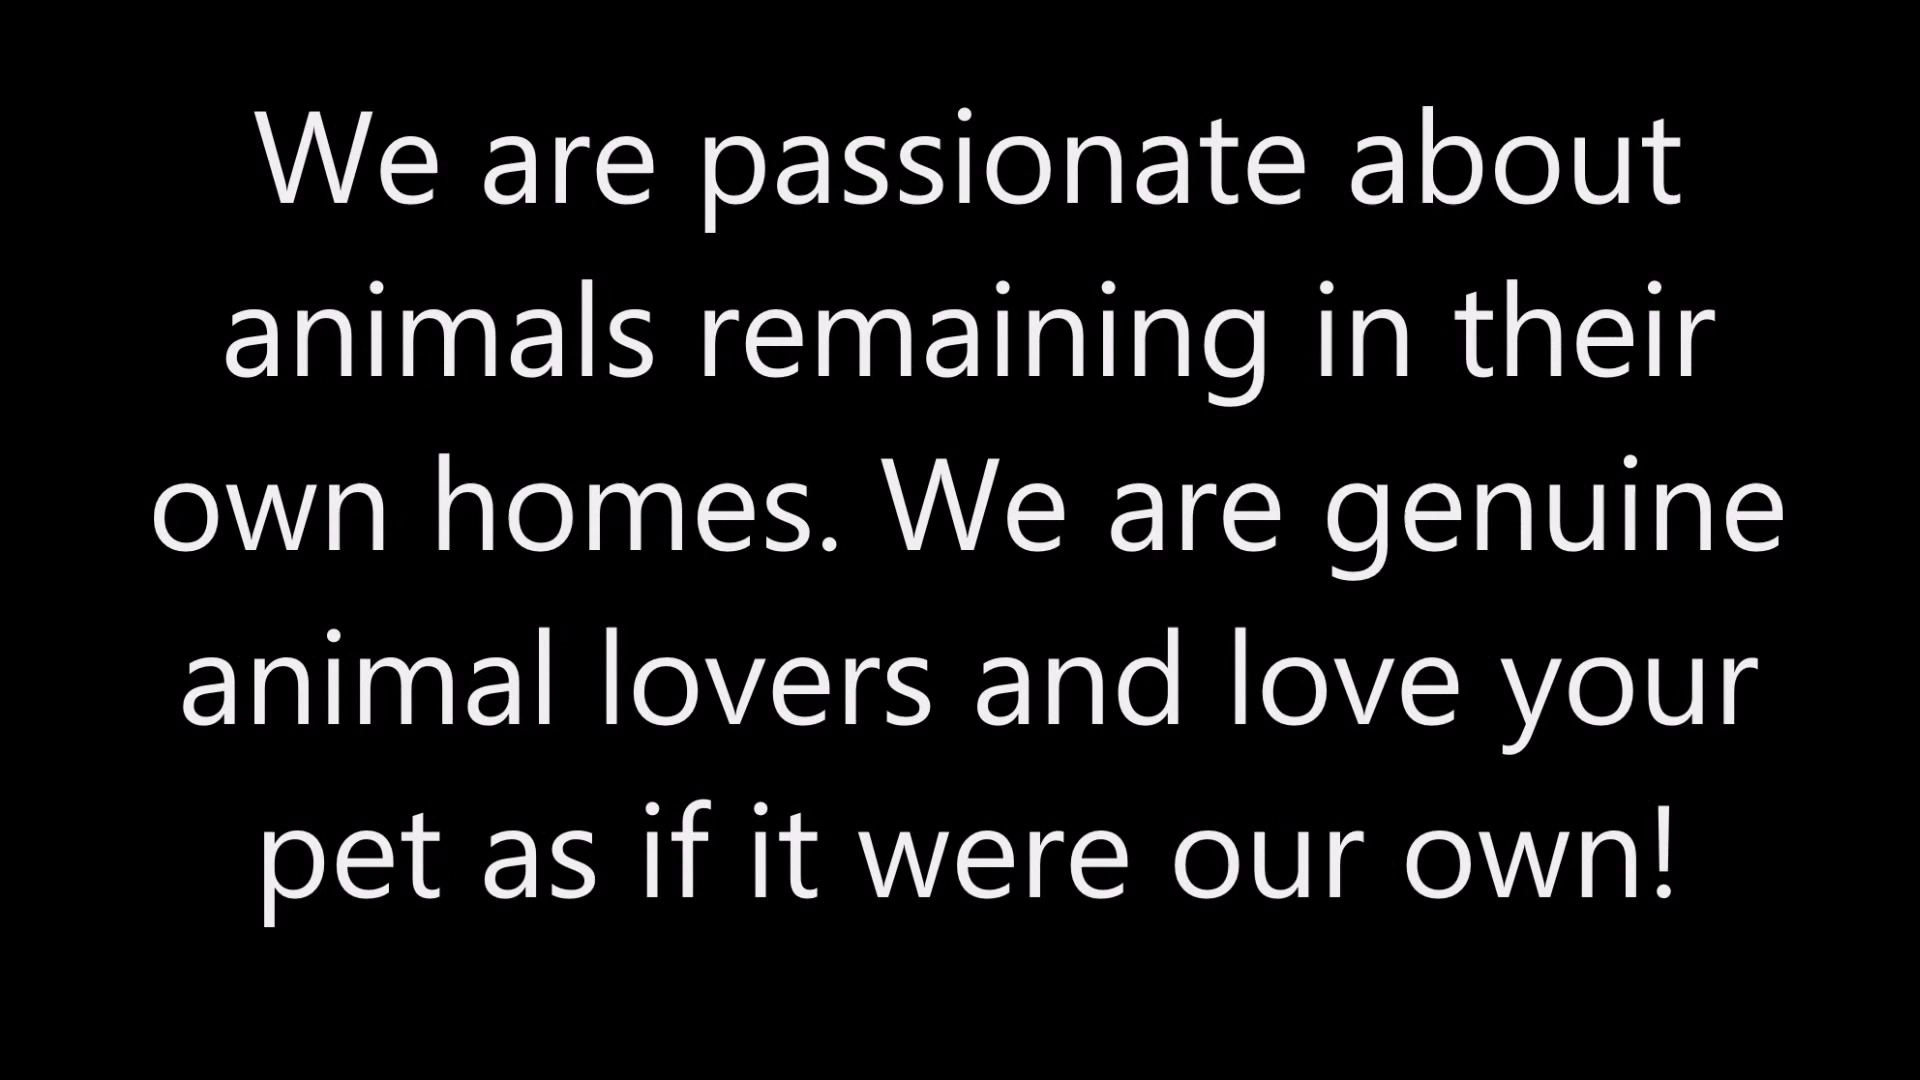 We are passionate about
animals remaining in their
own homes. We are genuine
animal lovers and love your
pet as if it were our own!